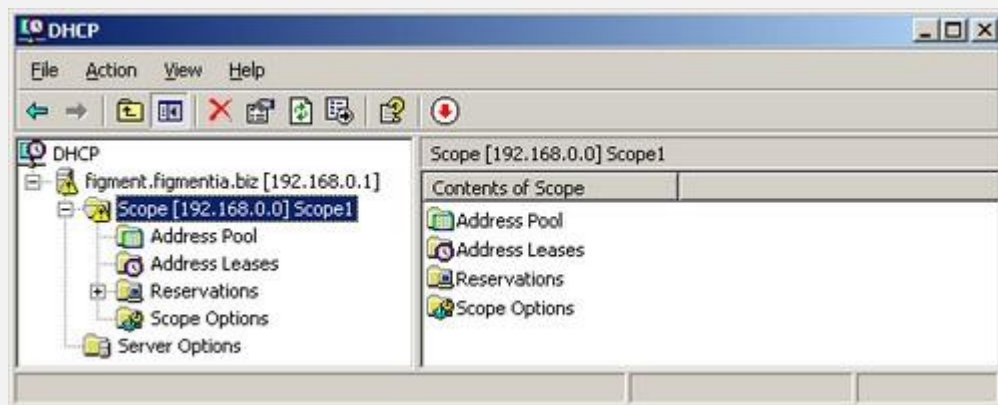 DHCP
File Action View Help
DHCP
figment.figmentia.biz [192.168.0.1]
Scope [192.168.0.0] Scope1
Address Pool
Address Leases
Reservations
Scope Options
Server Options
Scope [192.168.0.0] Scope1
Contents of Scope
Address Pool
Address Leases
Reservations
Scope Options